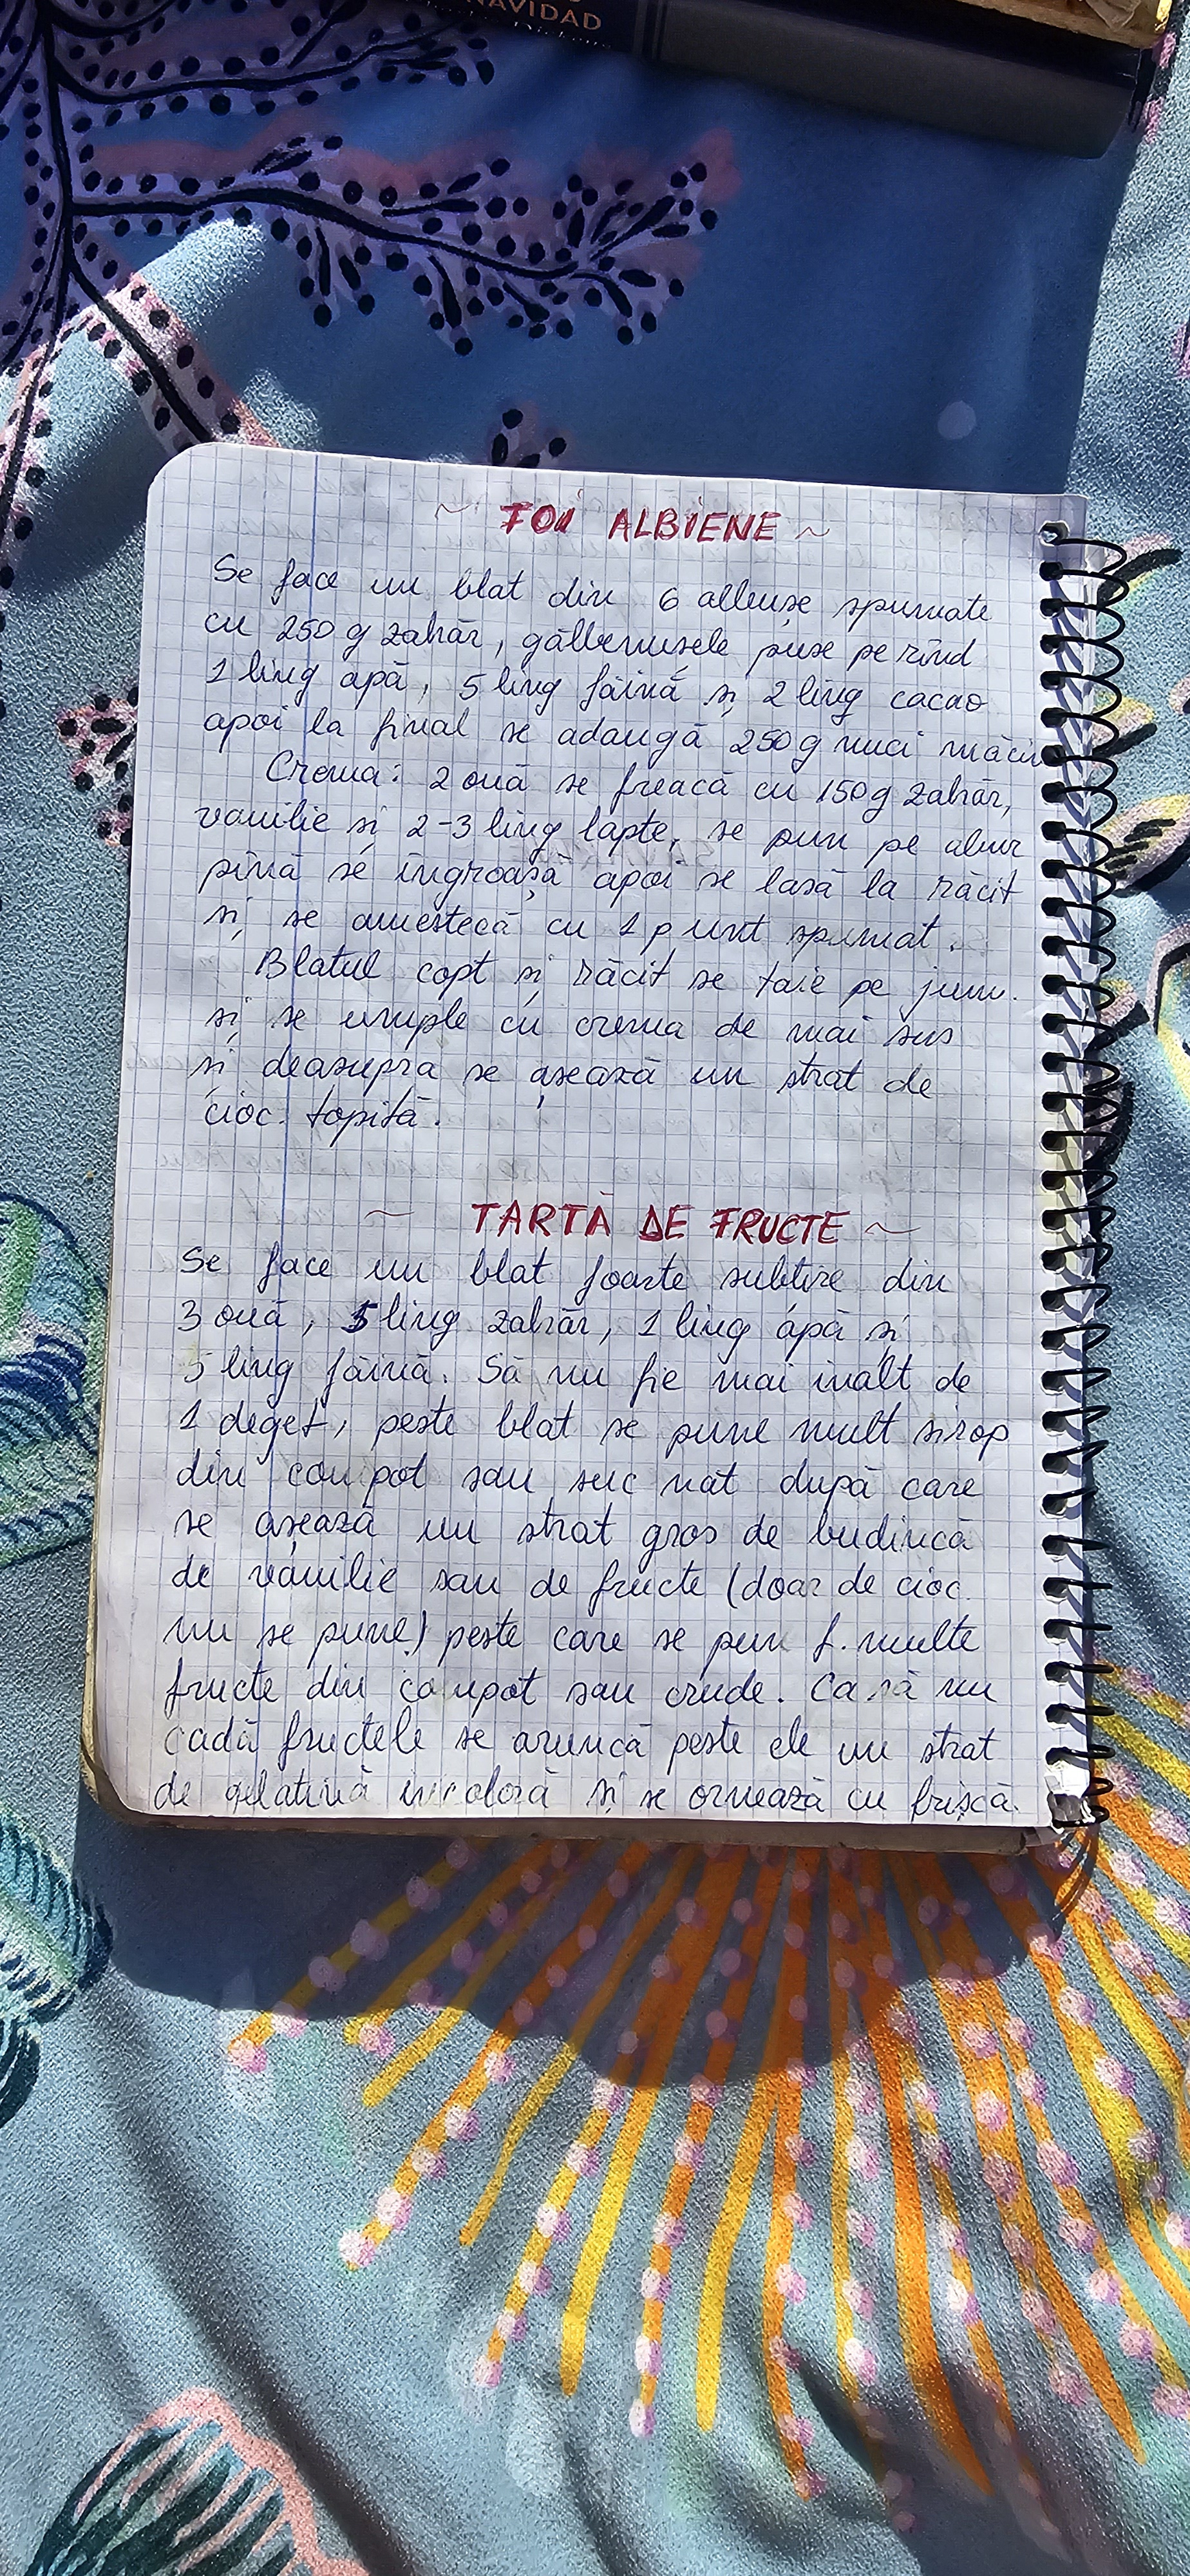 NAVIDAD
~ FOI ALBIENE ~
Se face un blat din 6 albușe spumate
cu 250 g zahăr, gălbenusele puse pe rînd
1 ling apă, 5 ling făină și 2 ling cacao
apoi la final se adaugă 250 g nuci măcin
Crema: 2 ouă se freacă cu 150 g zahăr,
vanilie și 2-3 ling lapte, se pun pe abur
pînă se îngroașă apoi se lasă la răcit
și se amestecă cu 1 p unt spumat.
Blatul copt și răcit se taie pe jum.
și se umple cu crema de mai sus
și deasupra se așează un strat de
cioc. topită.
~ TARTĂ DE FRUCTE ~
Se face un blat foarte subtire din
3 ouă, 5 ling zahăr, 1 ling apă și
5 ling făină. Să nu fie mai inalt de
1 deget, peste blat se pune mult sirop
din compot sau suc nat după care
se așează un strat gros de budincă
de vanilie sau de fructe (doar de cioc.
nu se pune) peste care se pun f. multe
fructe din compot sau crude. Ca să nu
cadă fructele se aruncă peste ele un strat
de gelatină incoloră și se ornează cu frișcă.